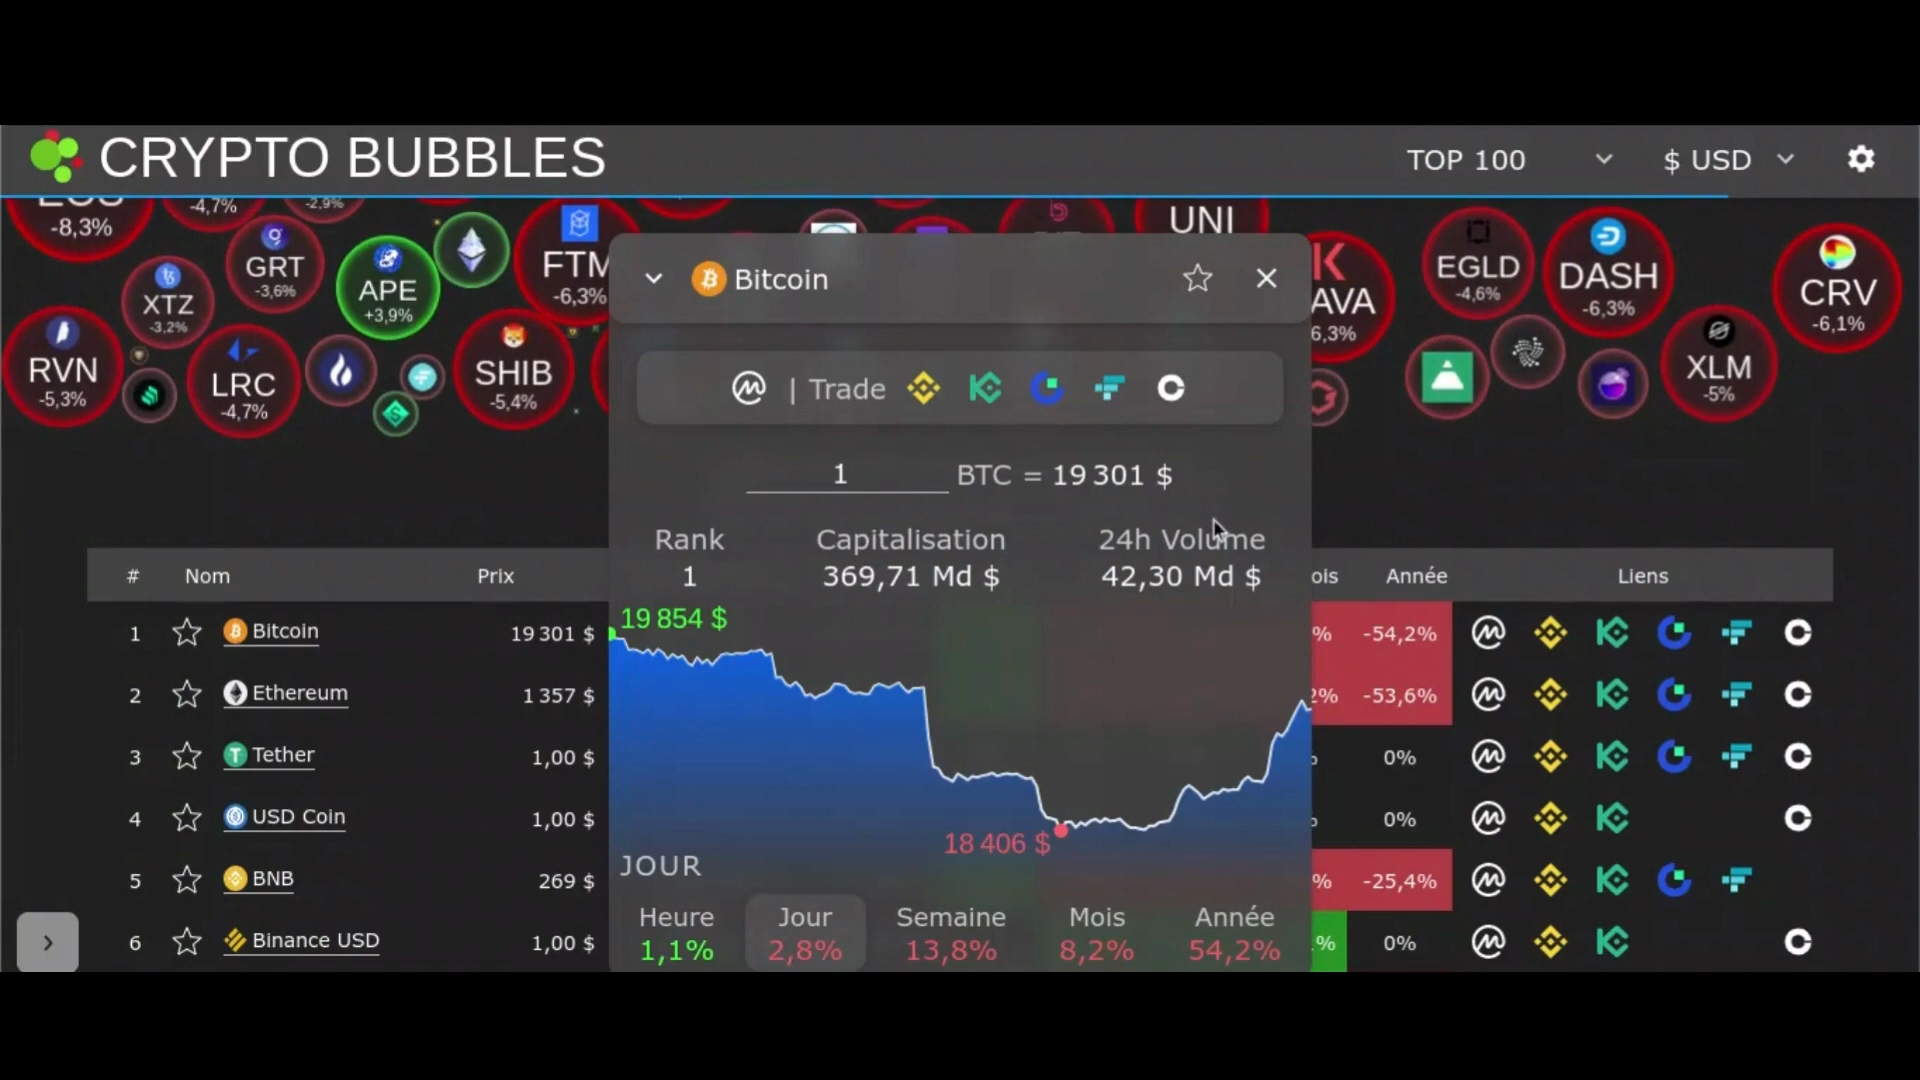 CRYPTO BUBBLES
TOP 100
$ USD
-8,3%
-4,7%
-2,9%
GRT
-3,6%
XTZ
-3,2%
APE
+3,9%
FTM
-6,3%
RVN
-5,3%
LRC
-4,7%
SHIB
-5,4%
UNI
AVA
6,3%
EGLD
-4,6%
DASH
-6,3%
XLM
-5%
CRV
-6,1%
Bitcoin
| Trade
1 BTC = 19 301 $
Rank Capitalisation 24h Volume
1 369,71 Md $ 42,30 Md $
19 854 $
18 406 $
JOUR
Heure Jour Semaine Mois Année
1,1% 2,8% 13,8% 8,2% 54,2%
# Nom Prix ois Année Liens
1 Bitcoin 19 301 $ % -54,2%
2 Ethereum 1 357 $ 2% -53,6%
3 Tether 1,00 $ 0%
4 USD Coin 1,00 $ 0%
5 BNB 269 $ % -25,4%
6 Binance USD 1,00 $ % 0%